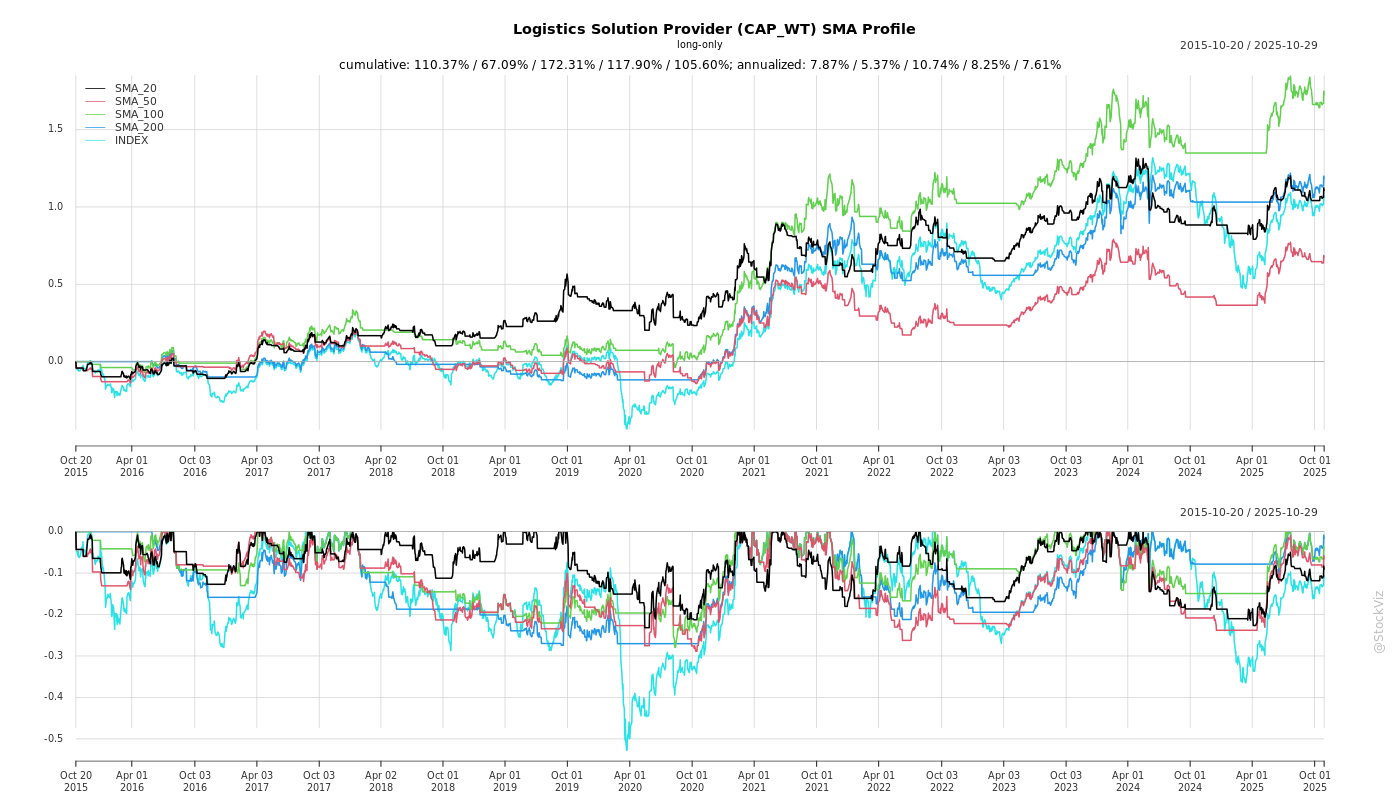 Logistics Solution Provider (CAP_WT) SMA Profile
long-only
2015-10-20 / 2025-10-29
cumulative: 110.37% / 67.09% / 172.31% / 117.90% / 105.60%; annualized: 7.87% / 5.37% / 10.74% / 8.25% / 7.61%
SMA_20
SMA_50
SMA_100
SMA_200
INDEX
1.5
1.0
0.5
0.0
Oct 20 Apr 01 Oct 03 Apr 03 Oct 03 Apr 02 Oct 01 Apr 01 Oct 01 Apr 01 Oct 01 Apr 01 Oct 01 Apr 01 Oct 03 Apr 03 Oct 03 Apr 01 Oct 01 Apr 01 Oct 01
2015 2016 2016 2017 2017 2018 2018 2019 2019 2020 2020 2021 2021 2022 2022 2023 2023 2024 2024 2025 2025
2015-10-20 / 2025-10-29
0.0
-0.1
-0.2
-0.3
-0.4
-0.5
Oct 20 Apr 01 Oct 03 Apr 03 Oct 03 Apr 02 Oct 01 Apr 01 Oct 01 Apr 01 Oct 01 Apr 01 Oct 01 Apr 01 Oct 03 Apr 03 Oct 03 Apr 01 Oct 01 Apr 01 Oct 01
2015 2016 2016 2017 2017 2018 2018 2019 2019 2020 2020 2021 2021 2022 2022 2023 2023 2024 2024 2025 2025
@StockViz